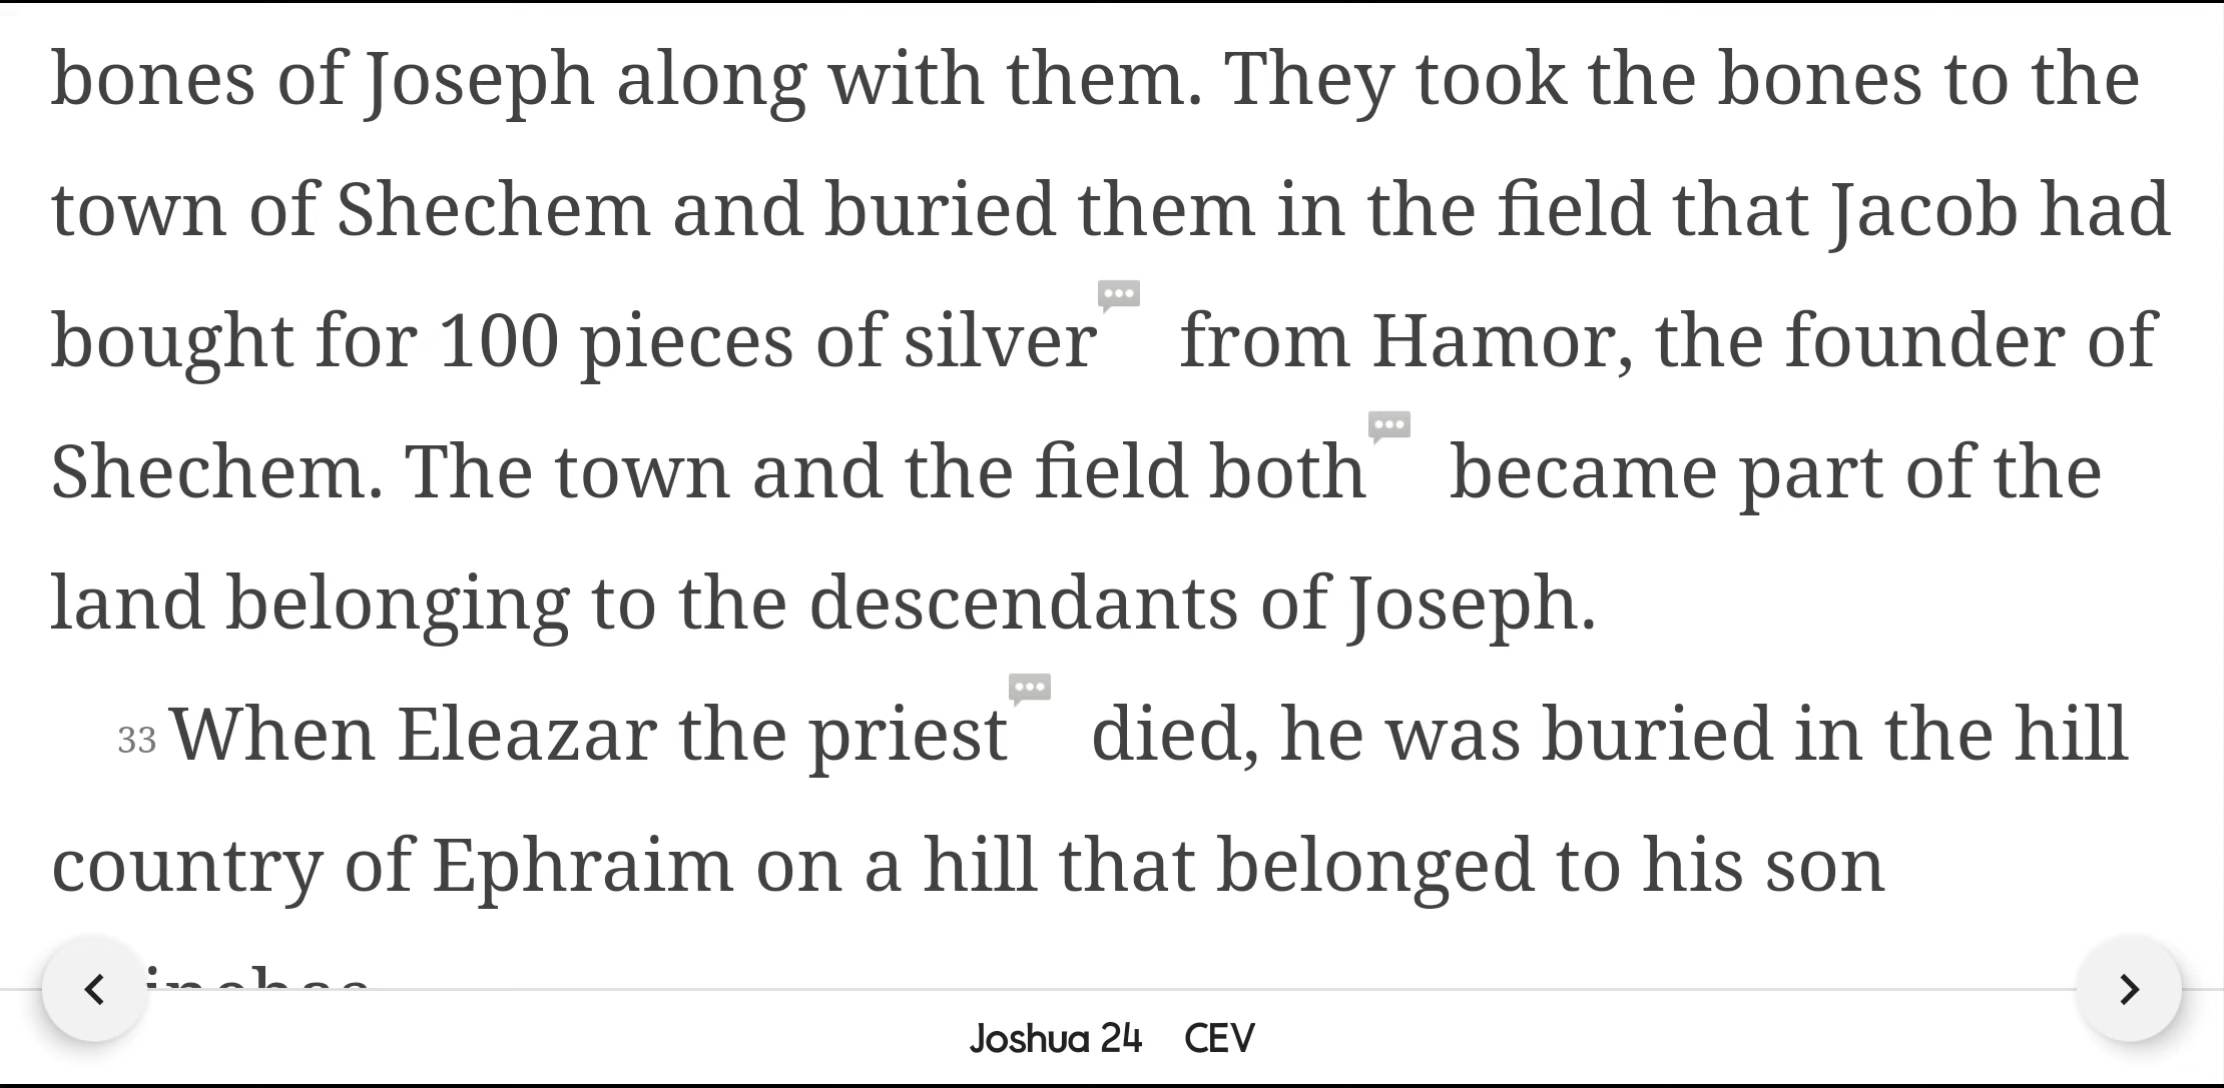 bones of Joseph along with them. They took the bones to the
town of Shechem and buried them in the field that Jacob had
bought for 100 pieces of silver from Hamor, the founder of
Shechem. The town and the field both became part of the
land belonging to the descendants of Joseph.
33 When Eleazar the priest died, he was buried in the hill
country of Ephraim on a hill that belonged to his son
Joshua 24 CEV